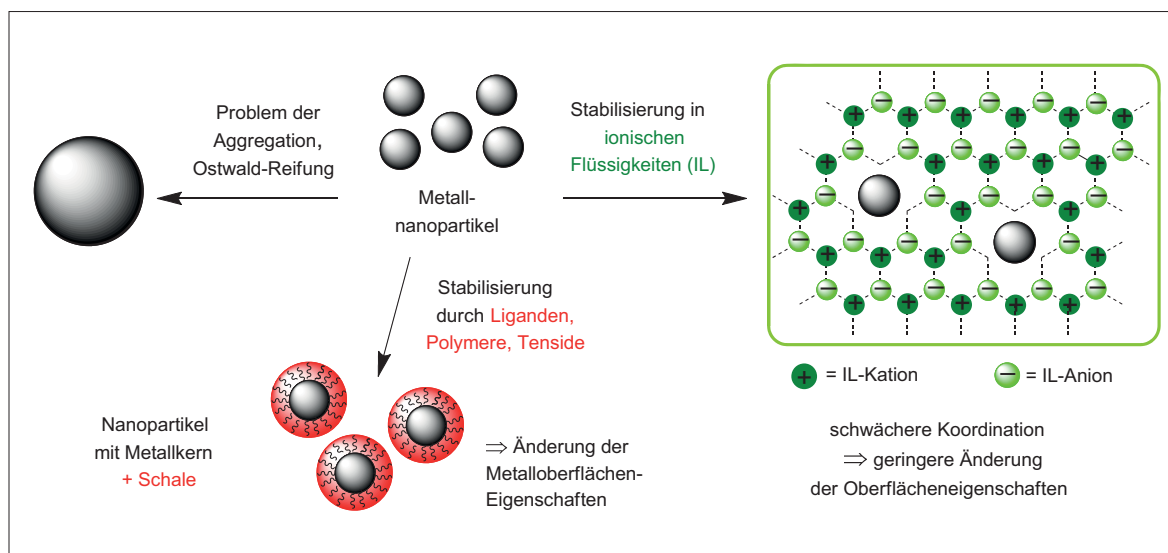 Problem der
Aggregation,
Ostwald-Reifung
Metall-
nanopartikel
Stabilisierung in
ionischen
Flüssigkeiten (IL)
Stabilisierung
durch Liganden,
Polymere, Tenside
Nanopartikel
mit Metallkern
+ Schale
⇒ Änderung der
Metalloberflächen-
Eigenschaften
+ = IL-Kation
− = IL-Anion
schwächere Koordination
⇒ geringere Änderung
der Oberflächeneigenschaften